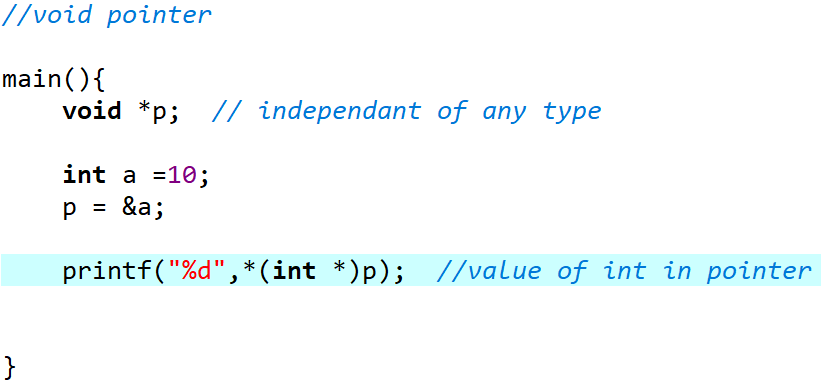 //void pointer
main(){
void *p;  // independant of any type
int a =10;
p = &a;
printf("%d",*(int *)p);  //value of int in pointer
}